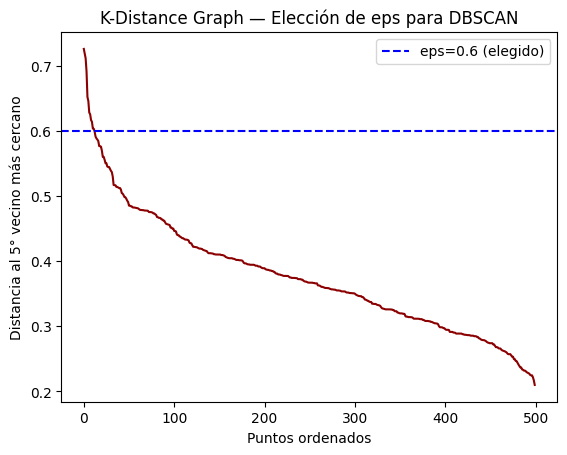 K-Distance Graph — Elección de eps para DBSCAN
eps=0.6 (elegido)
Distancia al 5° vecino más cercano
0.7
0.6
0.5
0.4
0.3
0.2
0 100 200 300 400 500
Puntos ordenados